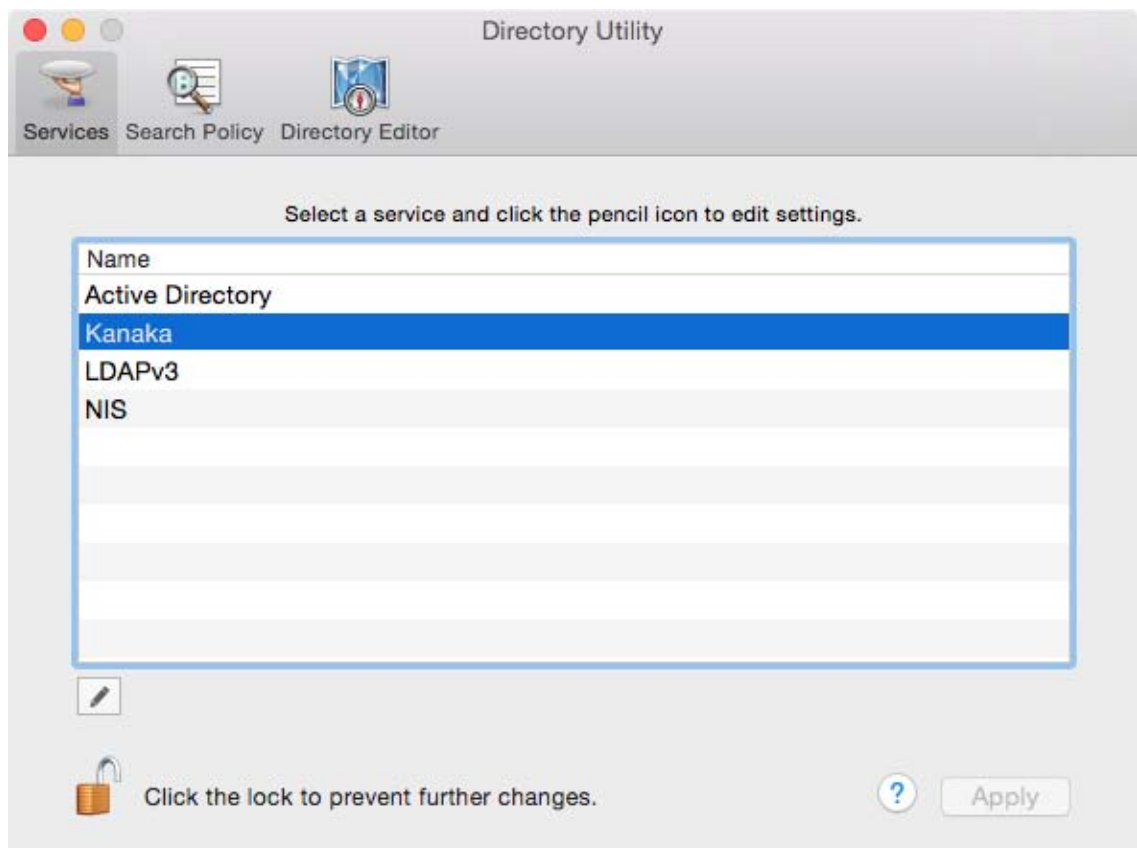 Directory Utility
Services Search Policy Directory Editor
Select a service and click the pencil icon to edit settings.
Name
Active Directory
Kanaka
LDAPv3
NIS
Click the lock to prevent further changes.
? Apply